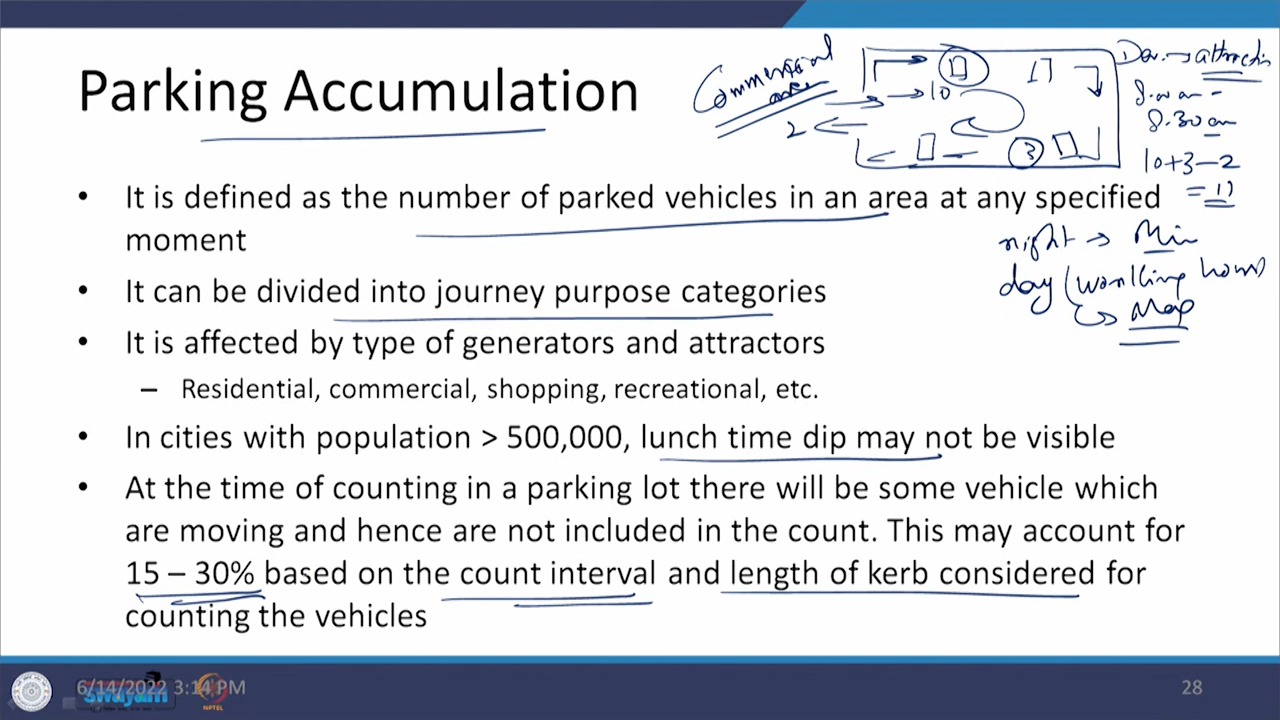 Parking Accumulation
• It is defined as the number of parked vehicles in an area at any specified
moment
• It can be divided into journey purpose categories
• It is affected by type of generators and attractors
– Residential, commercial, shopping, recreational, etc.
• In cities with population > 500,000, lunch time dip may not be visible
• At the time of counting in a parking lot there will be some vehicle which
are moving and hence are not included in the count. This may account for
15 – 30% based on the count interval and length of kerb considered for
counting the vehicles
Commercial
area
10
2
3
attraction
8.30 am
10+3-2
= 11
night → Min
day (working hours
→ Max
6/14/2022 3:14 PM
swayam
NPTEL
28